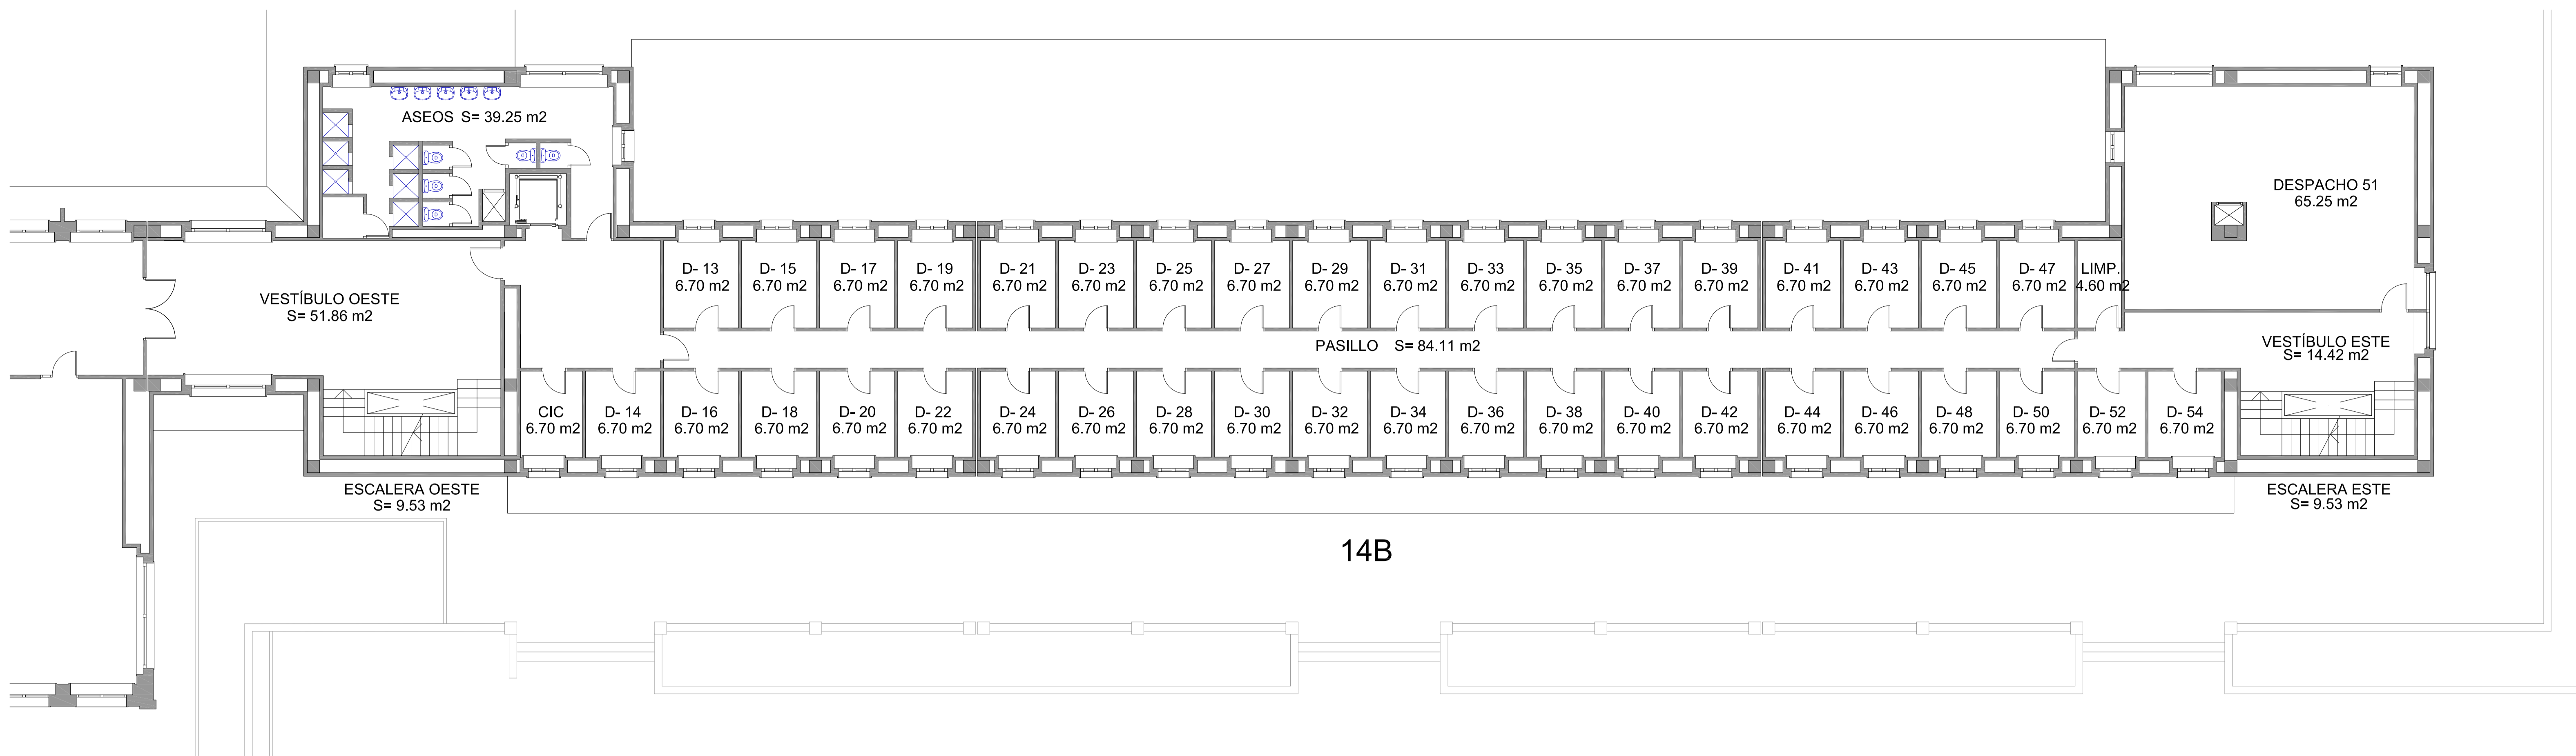 ASEOS S= 39.25 m2
DESPACHO 51
65.25 m2
VESTÍBULO OESTE
S= 51.86 m2
D- 13
6.70 m2
D- 15
6.70 m2
D- 17
6.70 m2
D- 19
6.70 m2
D- 21
6.70 m2
D- 23
6.70 m2
D- 25
6.70 m2
D- 27
6.70 m2
D- 29
6.70 m2
D- 31
6.70 m2
D- 33
6.70 m2
D- 35
6.70 m2
D- 37
6.70 m2
D- 39
6.70 m2
D- 41
6.70 m2
D- 43
6.70 m2
D- 45
6.70 m2
D- 47
6.70 m2
LIMP.
4.60 m2
PASILLO S= 84.11 m2
VESTÍBULO ESTE
S= 14.42 m2
CIC
6.70 m2
D- 14
6.70 m2
D- 16
6.70 m2
D- 18
6.70 m2
D- 20
6.70 m2
D- 22
6.70 m2
D- 24
6.70 m2
D- 26
6.70 m2
D- 28
6.70 m2
D- 30
6.70 m2
D- 32
6.70 m2
D- 34
6.70 m2
D- 36
6.70 m2
D- 38
6.70 m2
D- 40
6.70 m2
D- 42
6.70 m2
D- 44
6.70 m2
D- 46
6.70 m2
D- 48
6.70 m2
D- 50
6.70 m2
D- 52
6.70 m2
D- 54
6.70 m2
ESCALERA OESTE
S= 9.53 m2
ESCALERA ESTE
S= 9.53 m2
14B